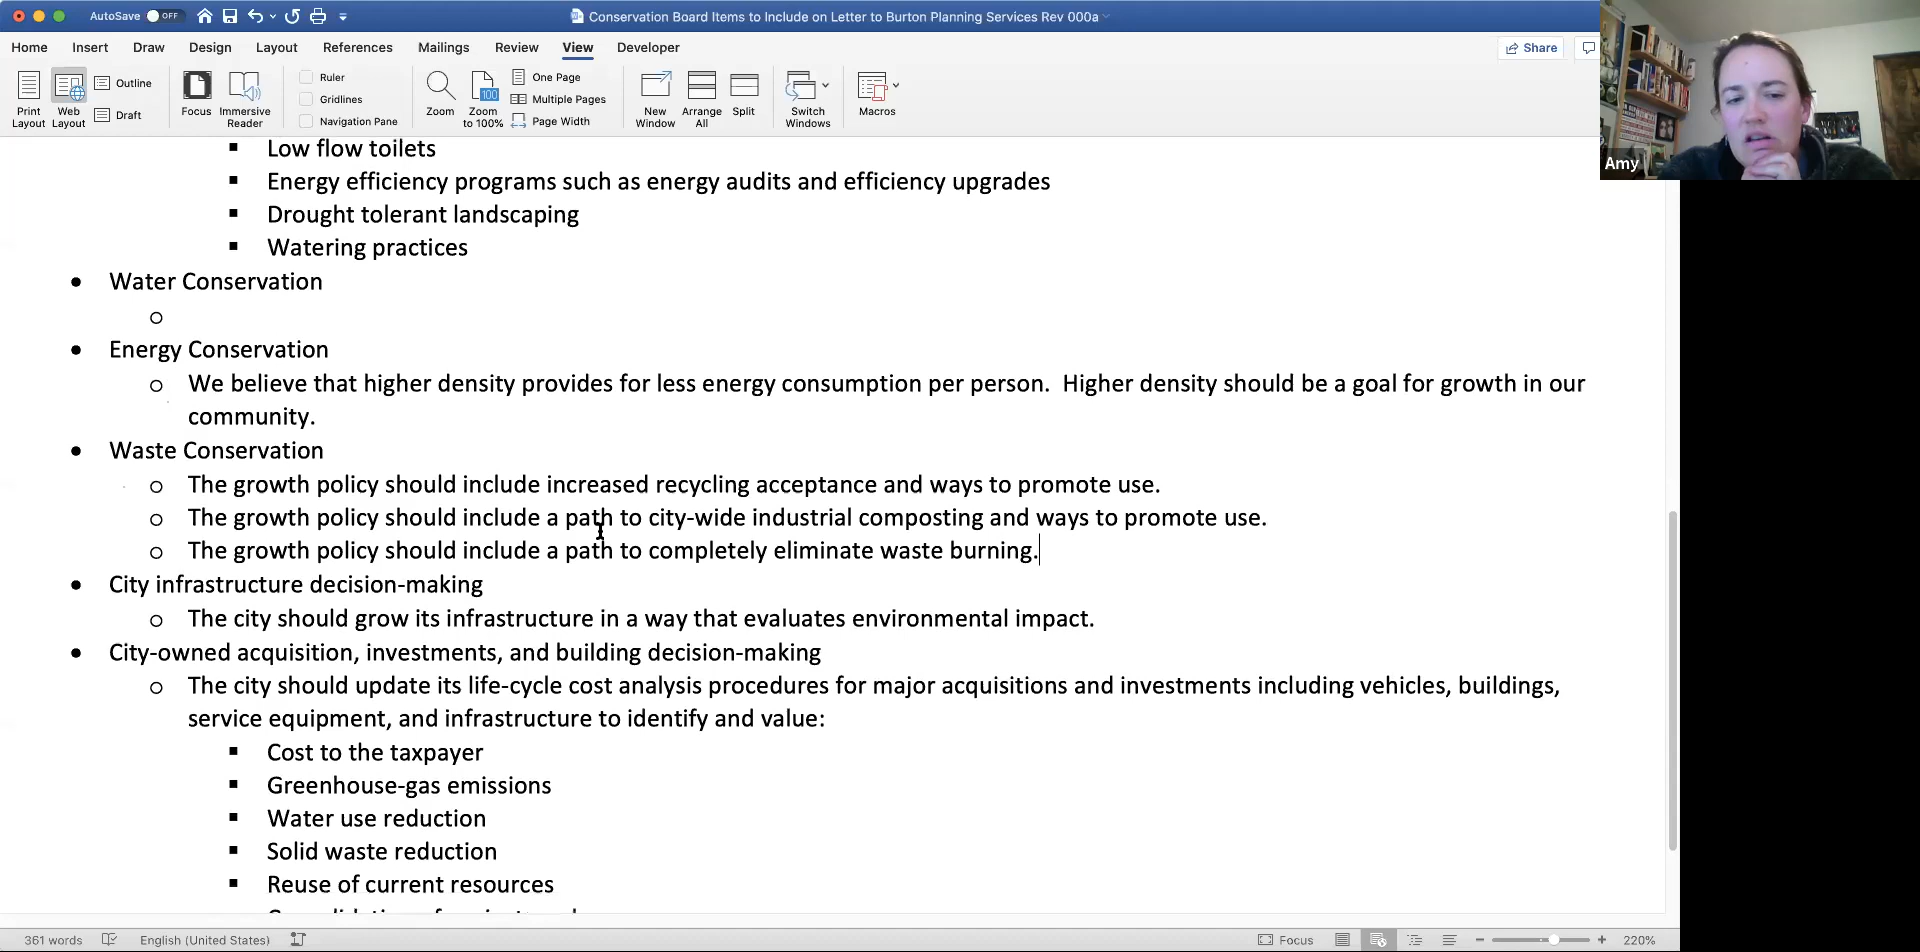 AutoSave OFF
Conservation Board Items to Include on Letter to Burton Planning Services Rev 000a
Home Insert Draw Design Layout References Mailings Review View Developer
Share
Print Layout
Web Layout
Outline
Draft
Focus
Immersive Reader
Ruler
Gridlines
Navigation Pane
Zoom
100
Zoom to 100%
One Page
Multiple Pages
Page Width
New Window
Arrange All
Split
Switch Windows
Macros
Amy
▪ Low flow toilets
▪ Energy efficiency programs such as energy audits and efficiency upgrades
▪ Drought tolerant landscaping
▪ Watering practices
• Water Conservation
o
• Energy Conservation
o We believe that higher density provides for less energy consumption per person.  Higher density should be a goal for growth in our
community.
• Waste Conservation
o The growth policy should include increased recycling acceptance and ways to promote use.
o The growth policy should include a path to city-wide industrial composting and ways to promote use.
o The growth policy should include a path to completely eliminate waste burning.
• City infrastructure decision-making
o The city should grow its infrastructure in a way that evaluates environmental impact.
• City-owned acquisition, investments, and building decision-making
o The city should update its life-cycle cost analysis procedures for major acquisitions and investments including vehicles, buildings,
service equipment, and infrastructure to identify and value:
▪ Cost to the taxpayer
▪ Greenhouse-gas emissions
▪ Water use reduction
▪ Solid waste reduction
▪ Reuse of current resources
361 words English (United States) Focus 220%